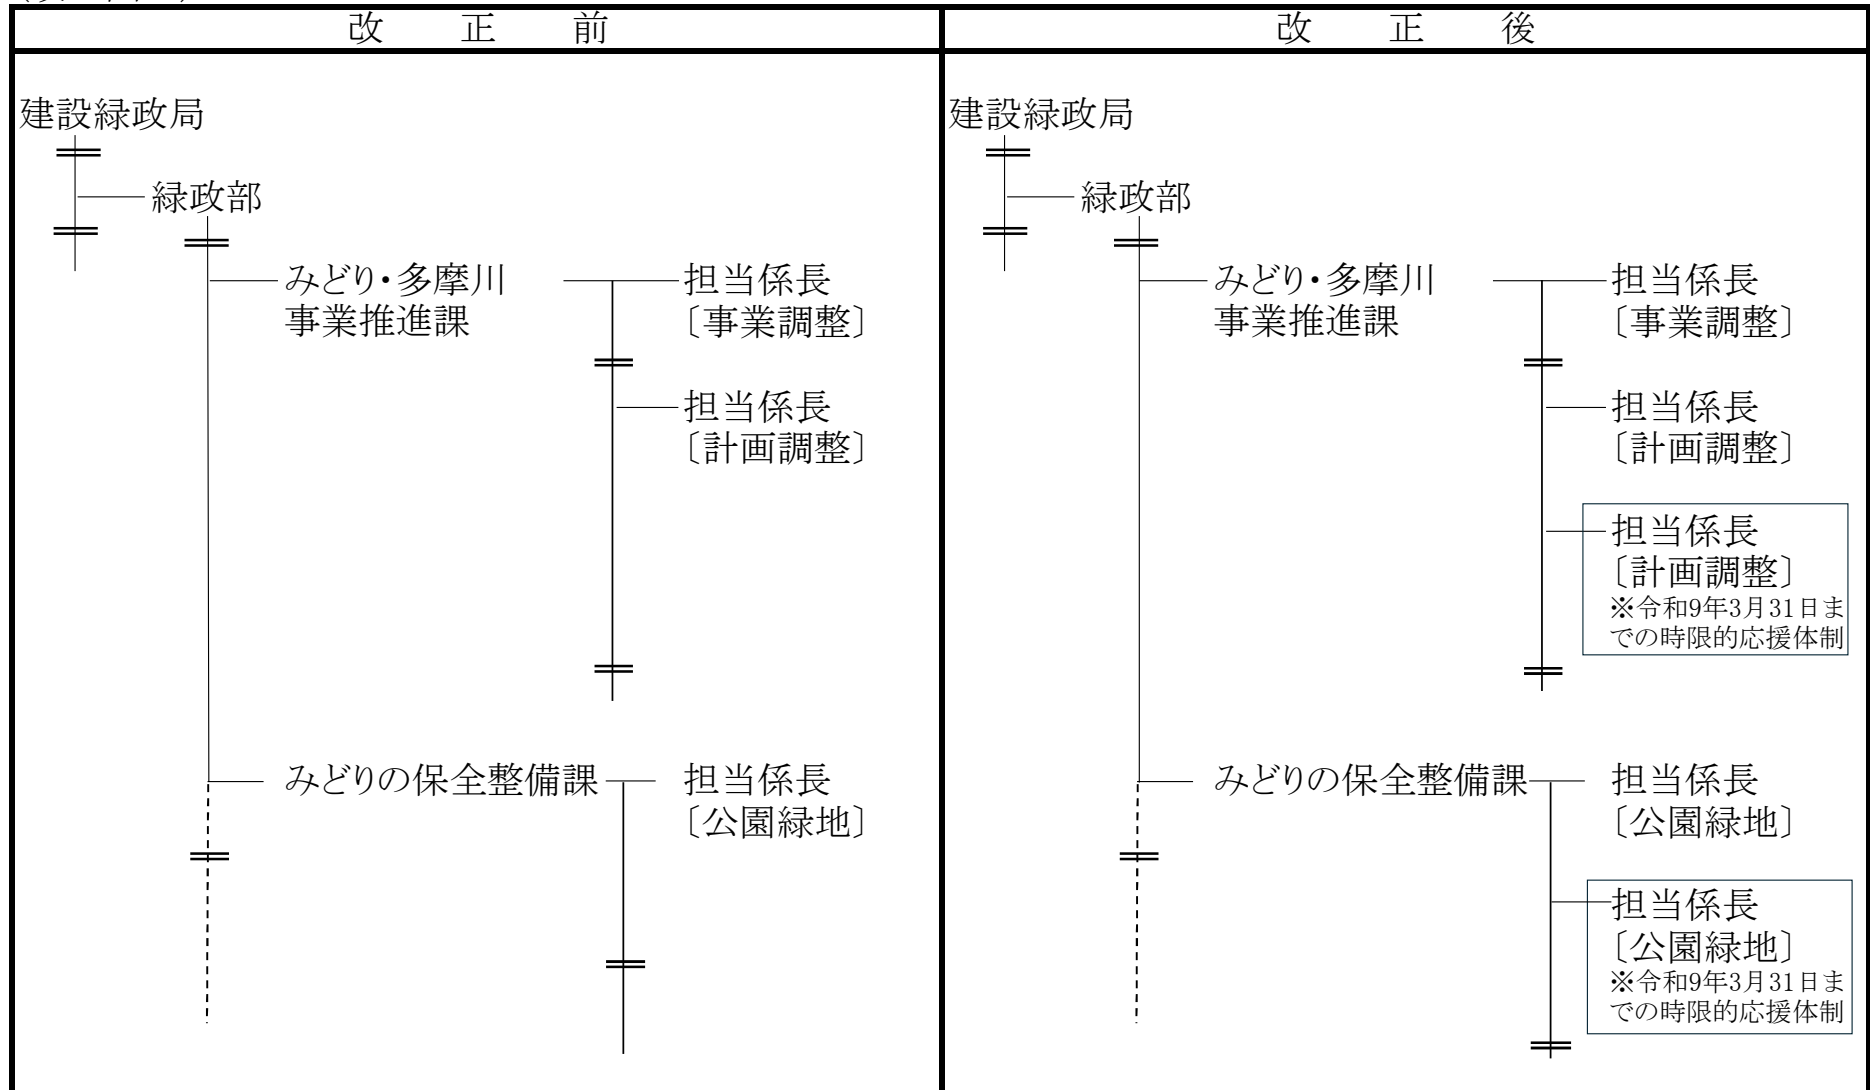 改正前
建設緑政局
緑政部
みどり・多摩川
事業推進課
担当係長
〔事業調整〕
担当係長
〔計画調整〕
みどりの保全整備課
担当係長
〔公園緑地〕
改正後
建設緑政局
緑政部
みどり・多摩川
事業推進課
担当係長
〔事業調整〕
担当係長
〔計画調整〕
担当係長
〔計画調整〕
※令和9年3月31日ま
での時限的応援体制
みどりの保全整備課
担当係長
〔公園緑地〕
担当係長
〔公園緑地〕
※令和9年3月31日ま
での時限的応援体制